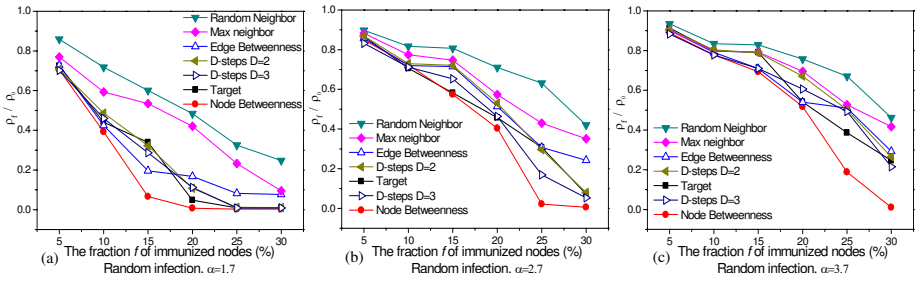 (a)
ρf / ρ0
1.0
0.8
0.6
0.4
0.2
0.0
Random Neighbor
Max neighbor
Edge Betweenness
D-steps D=2
D-steps D=3
Target
Node Betweenness
5 10 15 20 25 30
The fraction f of immunized nodes (%)
Random infection, α=1.7
(b)
ρf / ρ0
1.0
0.8
0.6
0.4
0.2
0.0
Random Neighbor
Max neighbor
Edge Betweenness
D-steps D=2
Target
D-steps D=3
Node Betweenness
5 10 15 20 25 30
The fraction f of immunized nodes (%)
Random infection, α=2.7
(c)
ρf / ρ0
1.0
0.8
0.6
0.4
0.2
0.0
Random Neighbor
Max neighbor
Edge Betweenness
D-steps D=2
Target
D-steps D=3
Node Betweenness
5 10 15 20 25 30
The fraction f of immunized nodes (%)
Random infection, α=3.7